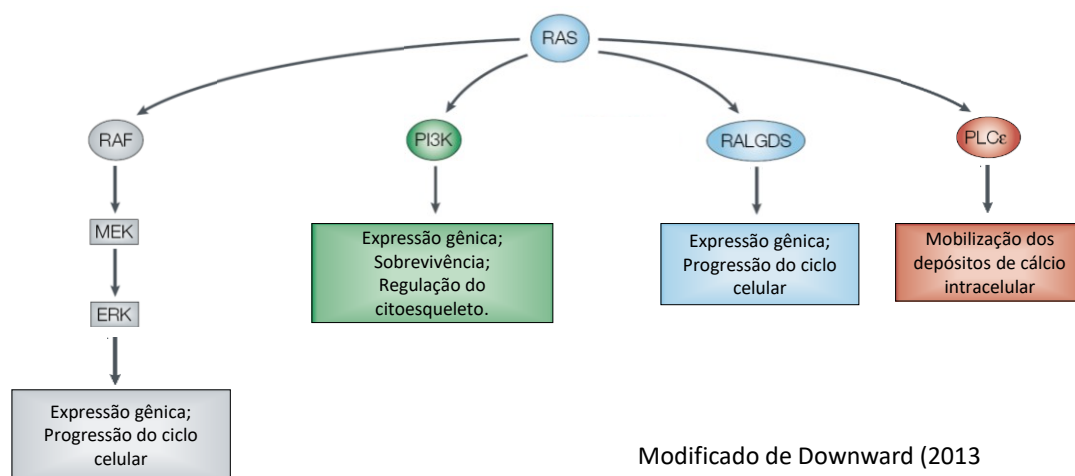 RAS
RAF
PI3K
RALGDS
PLCε
MEK
ERK
Expressão gênica;
Sobrevivência;
Regulação do
citoesqueleto.
Expressão gênica;
Progressão do ciclo
celular
Mobilização dos
depósitos de cálcio
intracelular
Expressão gênica;
Progressão do ciclo
celular
Modificado de Downward (2013